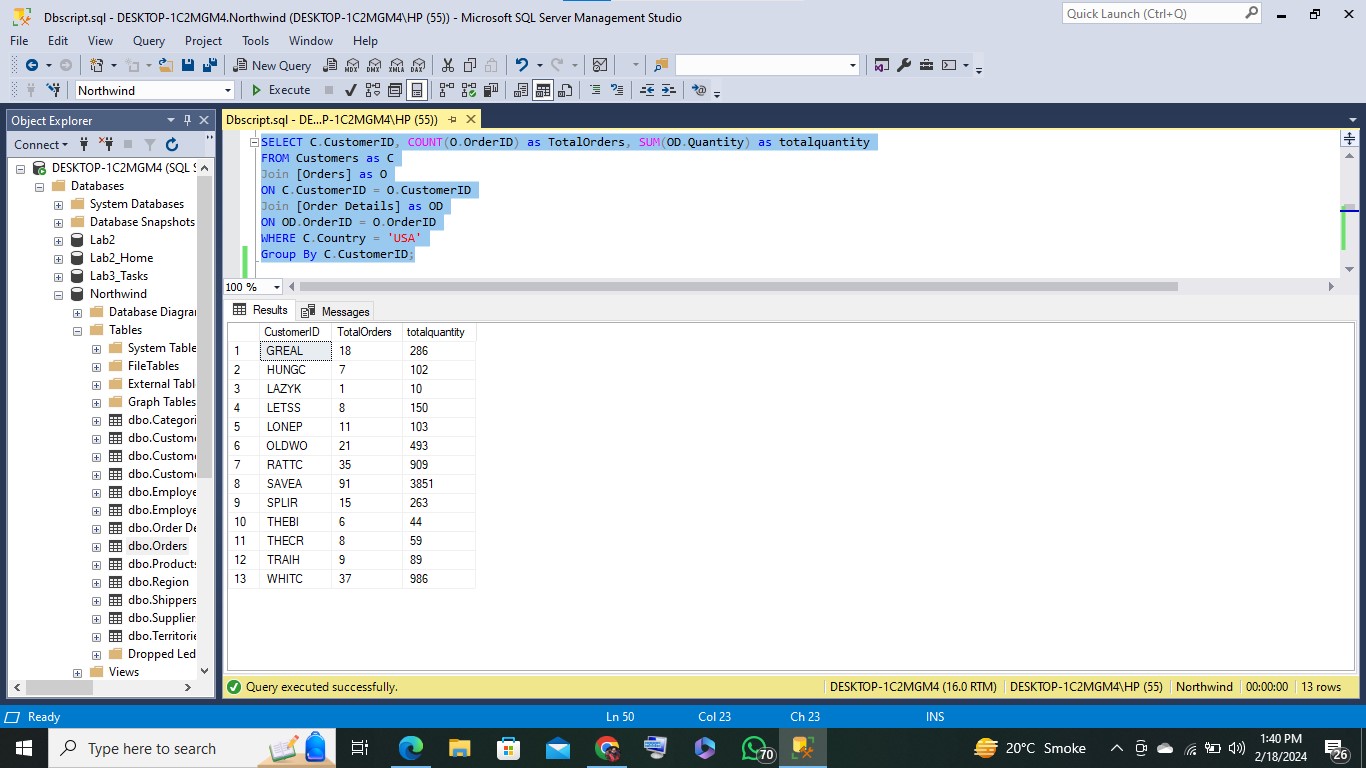 Dbscript.sql - DESKTOP-1C2MGM4.Northwind (DESKTOP-1C2MGM4\HP (55)) - Microsoft SQL Server Management Studio
Quick Launch (Ctrl+Q)
File Edit View Query Project Tools Window Help
New Query MDX DMX XMLA DAX
Northwind Execute
Object Explorer
Connect
DESKTOP-1C2MGM4 (SQL S
Databases
System Databases
Database Snapshots
Lab2
Lab2_Home
Lab3_Tasks
Northwind
Database Diagra
Tables
System Table
FileTables
External Tabl
Graph Tables
dbo.Categori
dbo.Custome
dbo.Custome
dbo.Custome
dbo.Employe
dbo.Employe
dbo.Order De
dbo.Orders
dbo.Products
dbo.Region
dbo.Shippers
dbo.Supplier
dbo.Territorie
Dropped Led
Views
Dbscript.sql - DE...P-1C2MGM4\HP (55))
SELECT C.CustomerID, COUNT(O.OrderID) as TotalOrders, SUM(OD.Quantity) as totalquantity
FROM Customers as C
Join [Orders] as O
ON C.CustomerID = O.CustomerID
Join [Order Details] as OD
ON OD.OrderID = O.OrderID
WHERE C.Country = 'USA'
Group By C.CustomerID;
100 %
Results Messages
CustomerID TotalOrders totalquantity
1 GREAL 18 286
2 HUNGC 7 102
3 LAZYK 1 10
4 LETSS 8 150
5 LONEP 11 103
6 OLDWO 21 493
7 RATTC 35 909
8 SAVEA 91 3851
9 SPLIR 15 263
10 THEBI 6 44
11 THECR 8 59
12 TRAIH 9 89
13 WHITC 37 986
Query executed successfully. DESKTOP-1C2MGM4 (16.0 RTM) DESKTOP-1C2MGM4\HP (55) Northwind 00:00:00 13 rows
Ready Ln 50 Col 23 Ch 23 INS
Type here to search
70
20°C Smoke
1:40 PM
2/18/2024
26